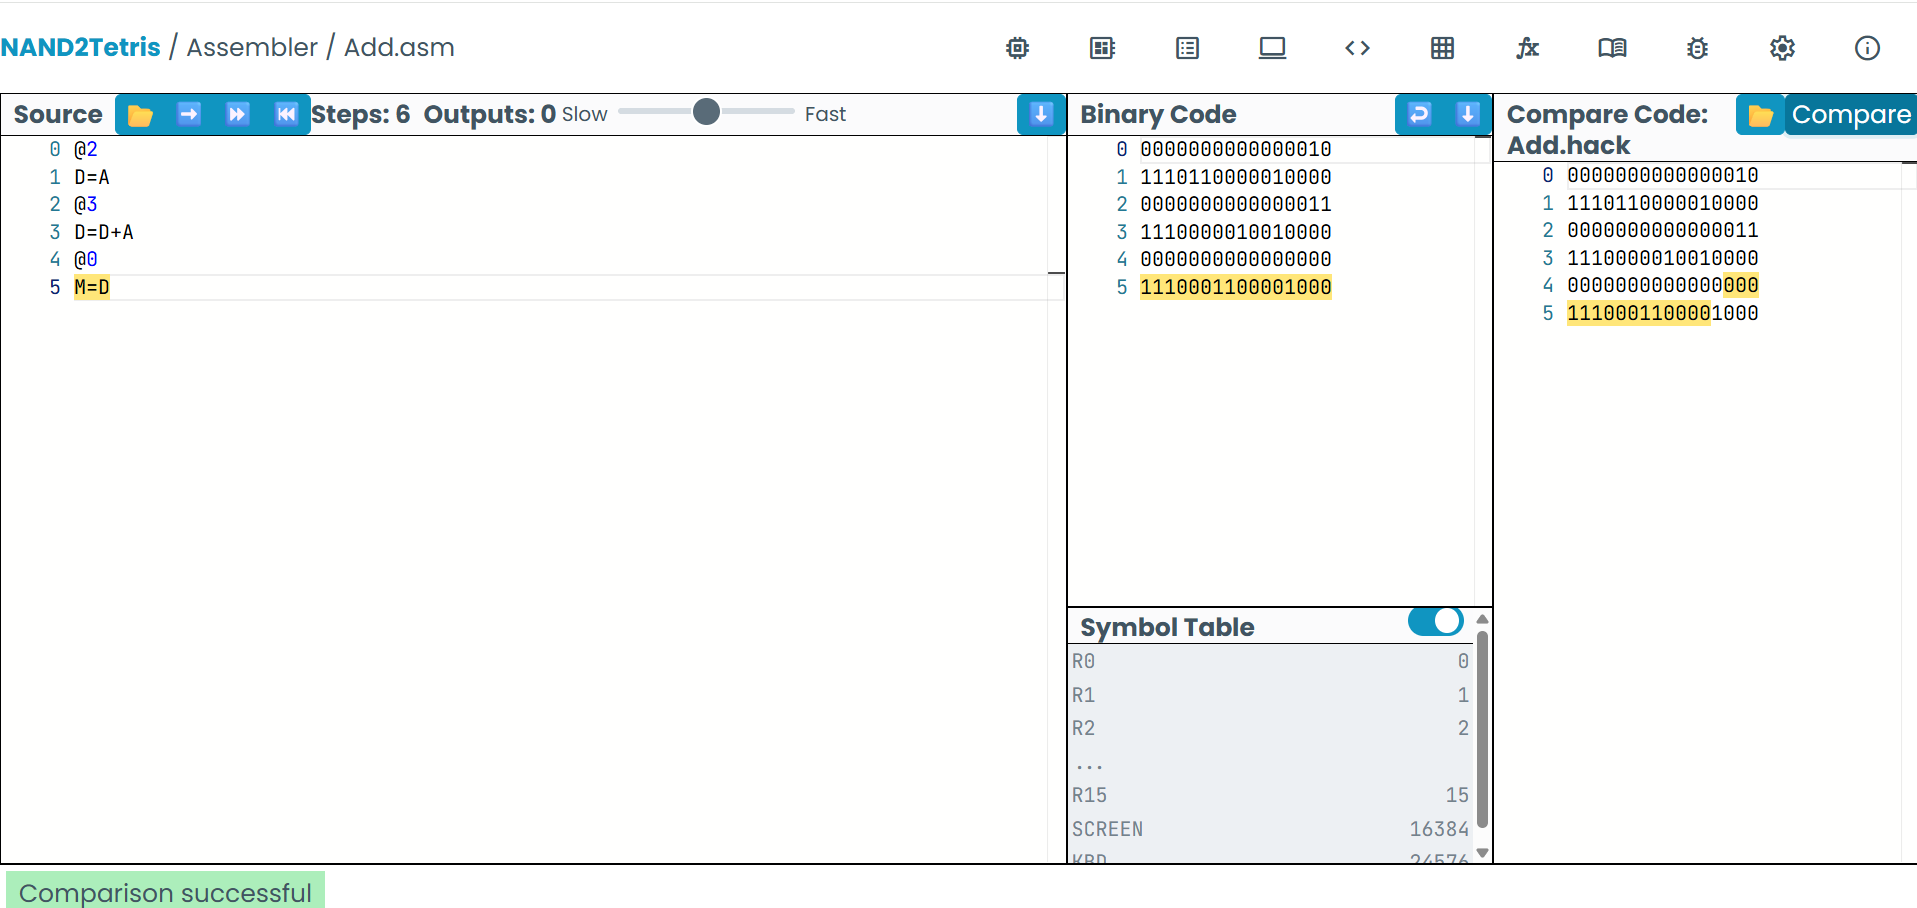 NAND2Tetris / Assembler / Add.asm
Source Steps: 6 Outputs: 0 Slow Fast
0 @2
1 D=A
2 @3
3 D=D+A
4 @0
5 M=D
Binary Code
0 0000000000000010
1 1110110000010000
2 0000000000000011
3 1110000010010000
4 0000000000000000
5 1110001100001000
Symbol Table
R0 0
R1 1
R2 2
...
R15 15
SCREEN 16384
KBD 24576
Compare Code: Compare
Add.hack
0 0000000000000010
1 1110110000010000
2 0000000000000011
3 1110000010010000
4 0000000000000000
5 1110001100001000
Comparison successful